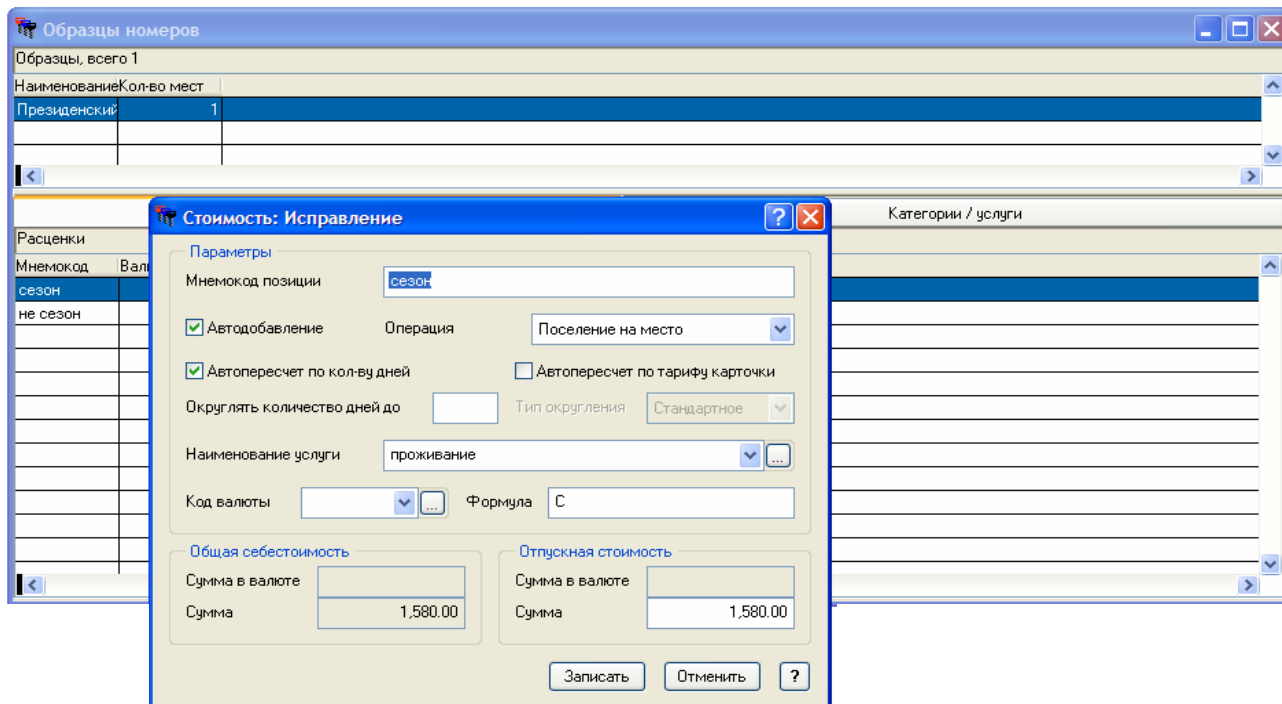 Образцы номеров
Образцы, всего 1
Наименование Кол-во мест
Президенский 1
Категории / услуги
Расценки
Мнемокод Вал
сезон
не сезон
Стоимость: Исправление
Параметры
Мнемокод позиции сезон
Автодобавление Операция Поселение на место
Автопересчет по кол-ву дней Автопересчет по тарифу карточки
Округлять количество дней до Тип округления Стандартное
Наименование услуги проживание ...
Код валюты ... Формула С
Общая себестоимость Отпускная стоимость
Сумма в валюте Сумма в валюте
Сумма 1,580.00 Сумма 1,580.00
Записать Отменить ?